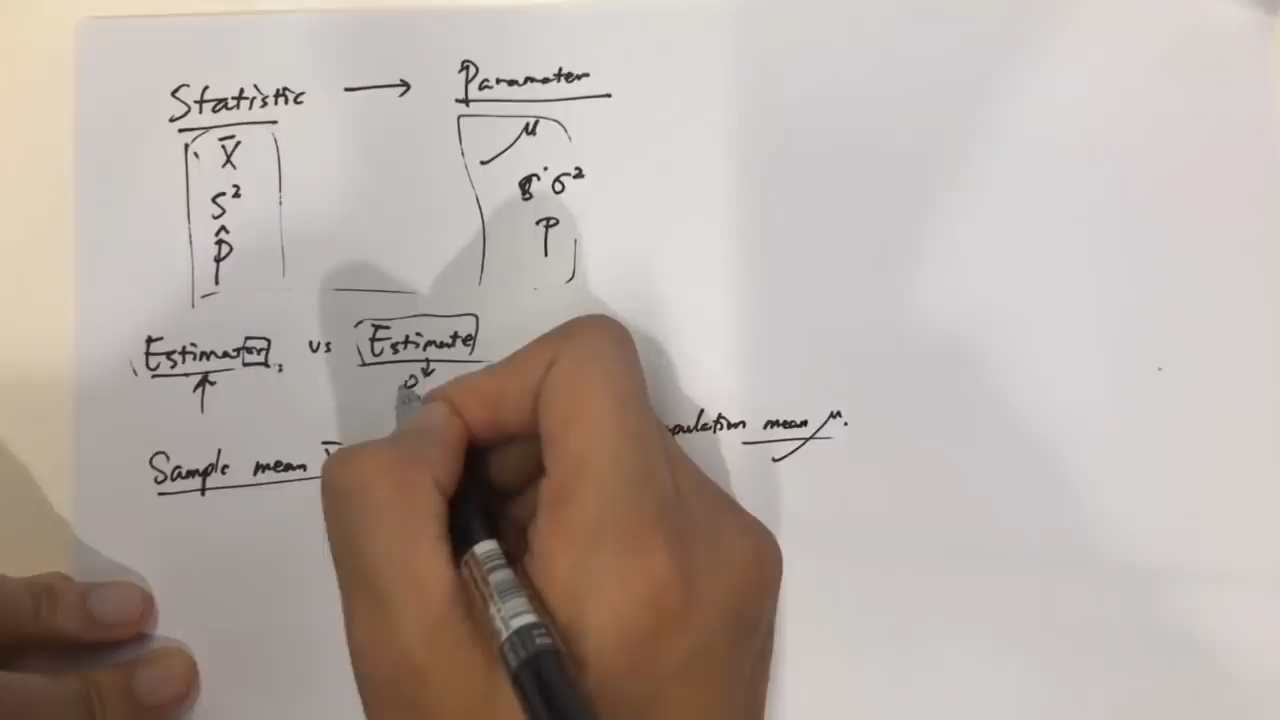 Statistic → Parameter
X̄ μ
S² σ²
p̂ p
Estimator vs Estimate
Sample mean mean μ.